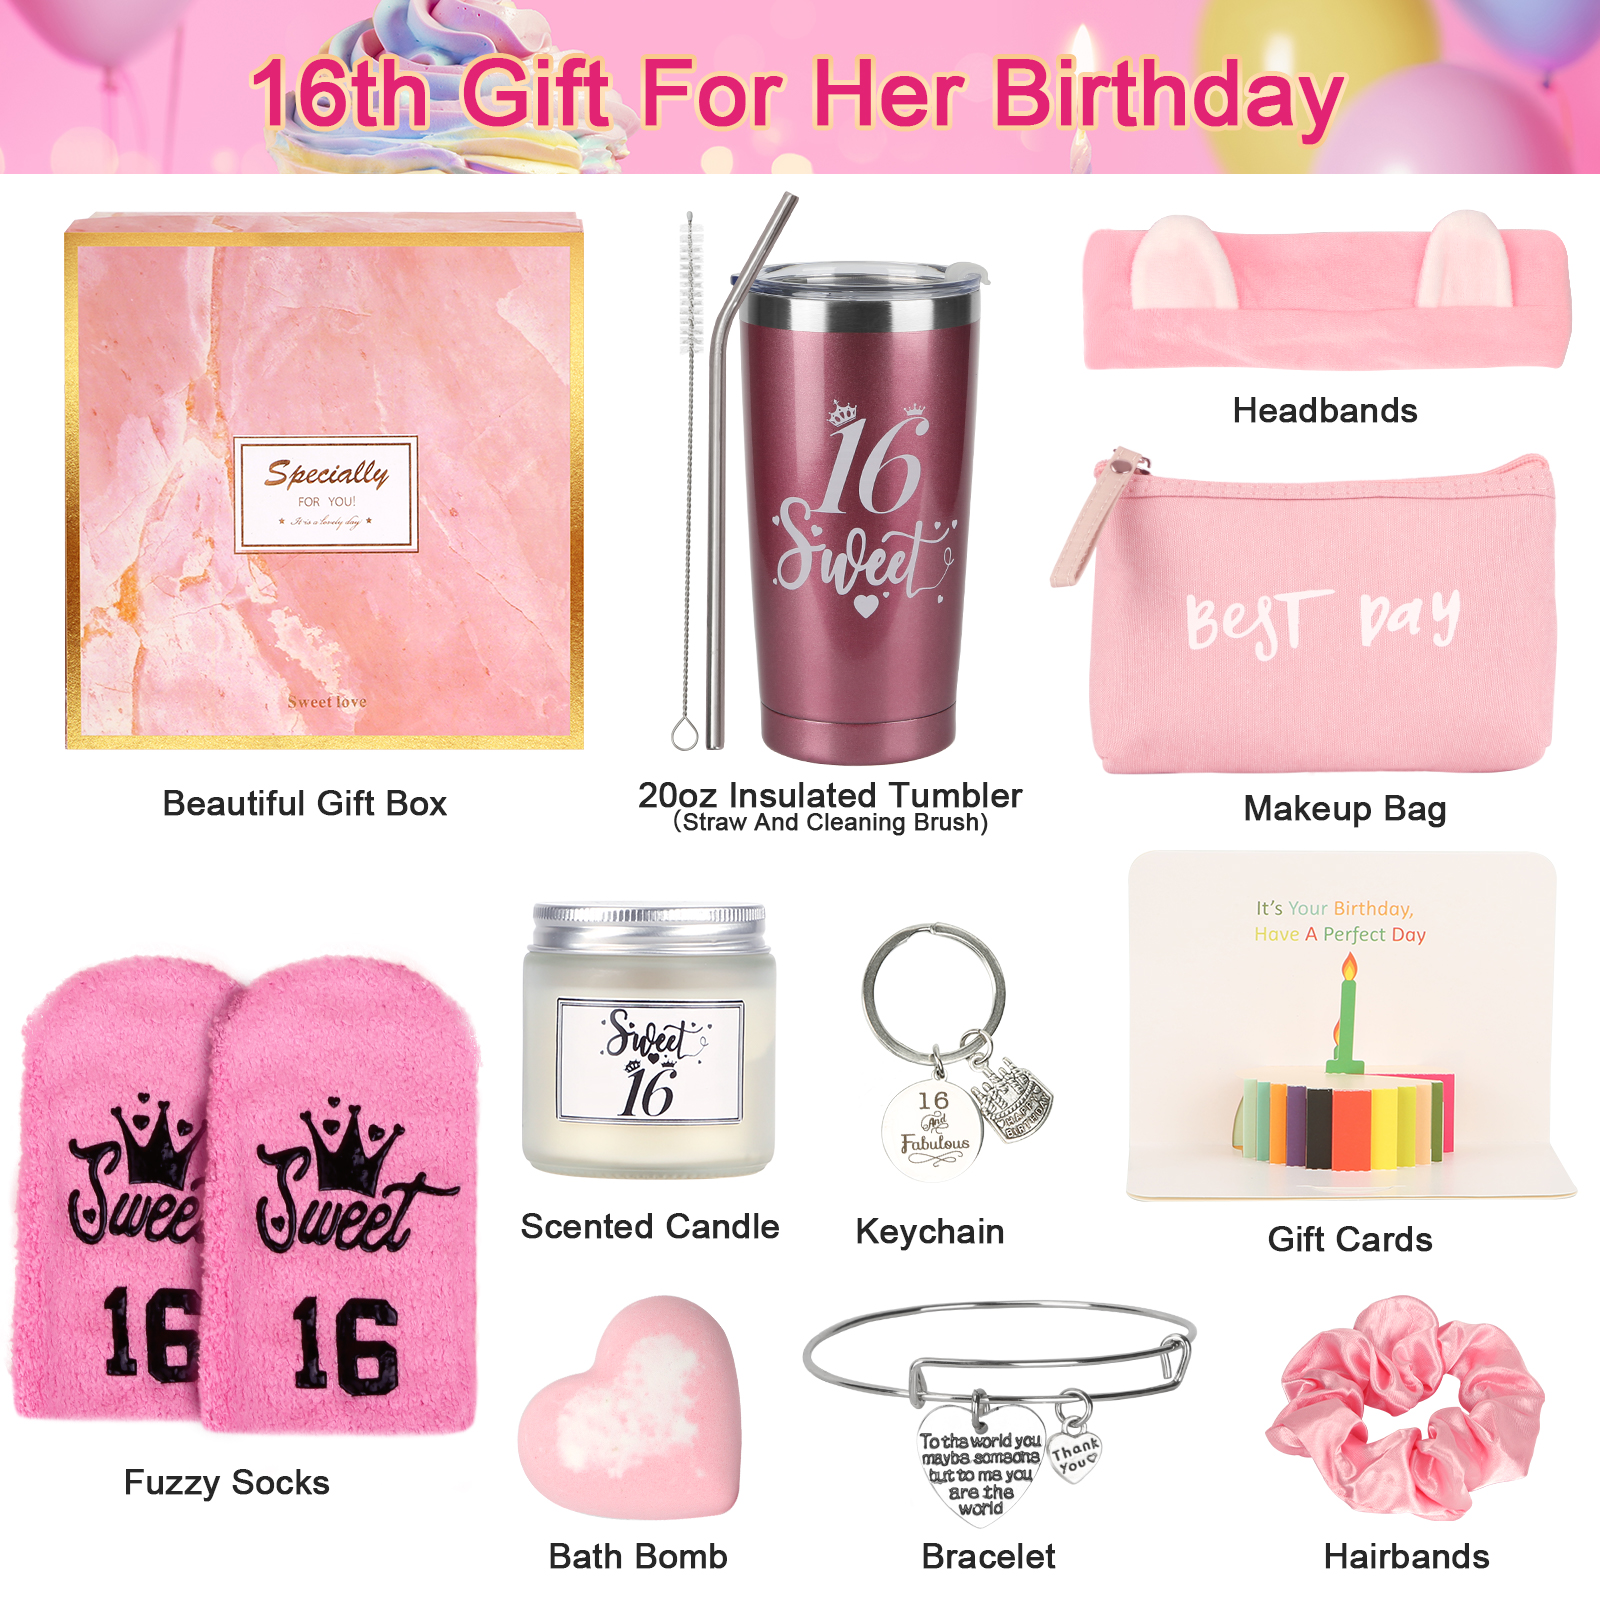 16th Gift For Her Birthday
Specially
FOR YOU!
It is a lovely day
Sweet love
Beautiful Gift Box
16
Sweet
20oz Insulated Tumbler
(Straw And Cleaning Brush)
Headbands
BEST DAY
Makeup Bag
Sweet
16
Sweet
16
Fuzzy Socks
Sweet
16
Scented Candle
16
And
Fabulous
HAPPY
BIRTHDAY
Keychain
It's Your Birthday,
Have A Perfect Day
Gift Cards
Bath Bomb
To the world you
maybe someone
but to me you
are the
world
Thank
You
Bracelet
Hairbands